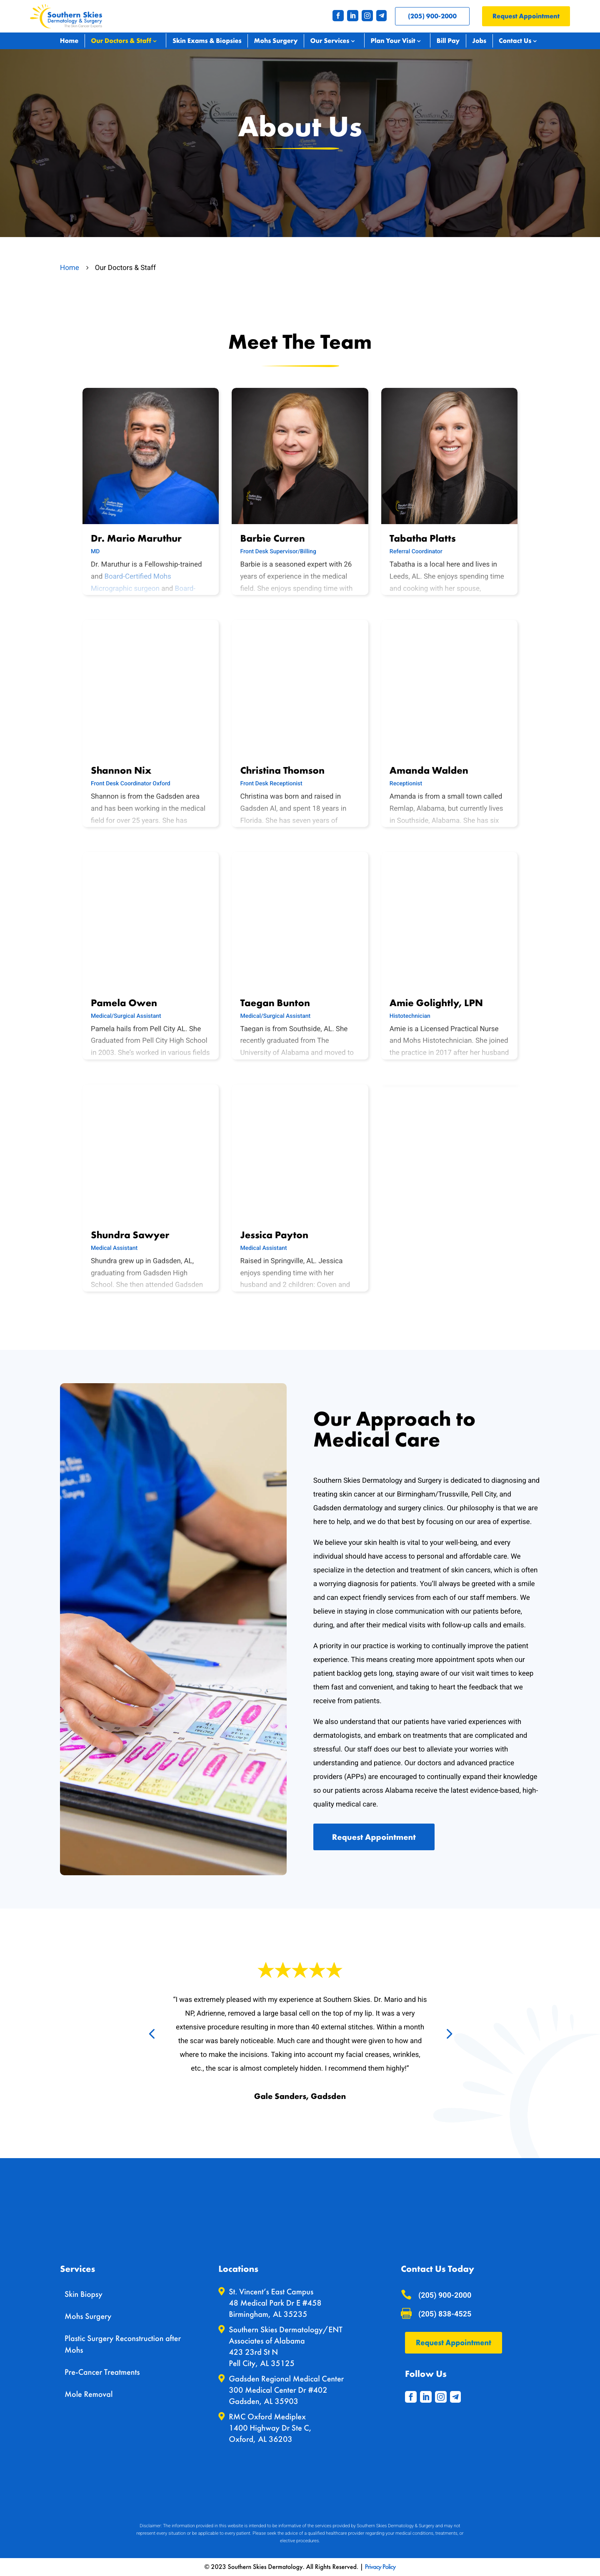 Southern Skies
Dermatology & Surgery
(205) 900-2000
Request Appointment
Home
Our Doctors & Staff
Skin Exams & Biopsies
Mohs Surgery
Our Services
Plan Your Visit
Bill Pay
Jobs
Contact Us
About Us
Home
Our Doctors & Staff
Meet The Team
Dr. Mario Maruthur
MD
Dr. Maruthur is a Fellowship-trained
and Board-Certified Mohs
Micrographic surgeon and Board
Barbie Curren
Front Desk Supervisor/Billing
Barbie is a seasoned expert with 26
years of experience in the medical
field. She enjoys spending time with
Tabatha Platts
Referral Coordinator
Tabatha is a local here and lives in
Leeds, AL. She enjoys spending time
and cooking with her spouse,
Shannon Nix
Front Desk Coordinator Oxford
Shannon is from the Gadsden area
and has been working in the medical
field for over 25 years. She has
Christina Thomson
Front Desk Receptionist
Christina was born and raised in
Gadsden Al, and spent 18 years in
Florida. She has seven years of
Amanda Walden
Receptionist
Amanda is from a small town called
Remlap, Alabama, but currently lives
in Southside, Alabama. She has six
Pamela Owen
Medical/Surgical Assistant
Pamela hails from Pell City AL. She
Graduated from Pell City High School
in 2003. She's worked in various fields
Taegan Bunton
Medical/Surgical Assistant
Taegan is from Southside, AL. She
recently graduated from The
University of Alabama and moved to
Amie Golightly, LPN
Histotechnician
Amie is a Licensed Practical Nurse
and Mohs Histotechnician. She joined
the practice in 2017 after her husband
Shundra Sawyer
Medical Assistant
Shundra grew up in Gadsden, AL,
graduating from Gadsden High
School. She then attended Gadsden
Jessica Payton
Medical Assistant
Raised in Springville, AL. Jessica
enjoys spending time with her
husband and 2 children: Coven and
Our Approach to
Medical Care
Southern Skies Dermatology and Surgery is dedicated to diagnosing and
treating skin cancer at our Birmingham/Trussville, Pell City, and
Gadsden dermatology and surgery clinics. Our philosophy is that we are
here to help, and we do that best by focusing on our area of expertise.
We believe your skin health is vital to your well-being, and every
individual should have access to personal and affordable care. We
specialize in the detection and treatment of skin cancers, which is often
a worrying diagnosis for patients. You'll always be greeted with a smile
and can expect friendly services from each of our staff members. We
believe in staying in close communication with our patients before,
during, and after their medical visits with follow-up calls and emails.
A priority in our practice is working to continually improve the patient
experience. This means creating more appointment spots when our
patient backlog gets long, staying aware of our visit wait times to keep
them fast and convenient, and taking to heart the feedback that we
receive from patients.
We also understand that our patients have varied experiences with
dermatologists, and embark on treatments that are complicated and
stressful. Our staff does our best to alleviate your worries with
understanding and patience. Our doctors and advanced practice
providers (APPs) are encouraged to continually expand their knowledge
so our patients across Alabama receive the latest evidence-based, high-
quality medical care.
Request Appointment
"I was extremely pleased with my experience at Southern Skies. Dr. Mario and his
NP, Adrienne, removed a large basal cell on the top of my lip. It was a very
extensive procedure resulting in more than 40 external stitches. Within a month
the scar was barely noticeable. Much care and thought were given to how and
where to make the incisions. Taking into account my facial creases, wrinkles,
etc., the scar is almost completely hidden. I recommend them highly!"
Gale Sanders, Gadsden
Services
Skin Biopsy
Mohs Surgery
Plastic Surgery Reconstruction after
Mohs
Pre-Cancer Treatments
Mole Removal
Locations
St. Vincent's East Campus
48 Medical Park Dr E #458
Birmingham, AL 35235
Southern Skies Dermatology/ENT
Associates of Alabama
423 23rd St N
Pell City, AL 35125
Gadsden Regional Medical Center
300 Medical Center Dr #402
Gadsden, AL 35903
RMC Oxford Mediplex
1400 Highway Dr Ste C,
Oxford, AL 36203
Contact Us Today
(205) 900-2000
(205) 838-4525
Request Appointment
Follow Us
Disclaimer: The information provided in this website is intended to be informative of the services provided by Southern Skies Dermatology & Surgery and may not
represent every situation or be applicable to every patient. Please seek the advice of a qualified healthcare provider regarding your medical conditions, treatments, or
elective procedures.
© 2023 Southern Skies Dermatology. All Rights Reserved. | Privacy Policy